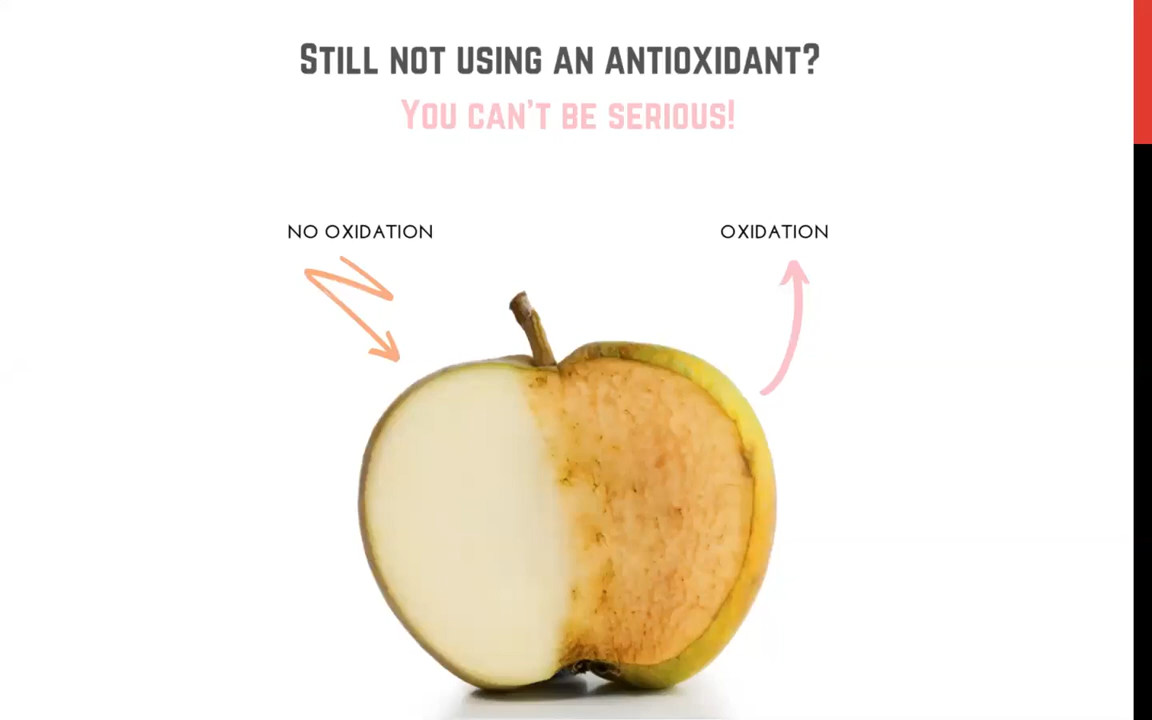 Still not using an antioxidant?
You can't be serious!
NO OXIDATION
OXIDATION